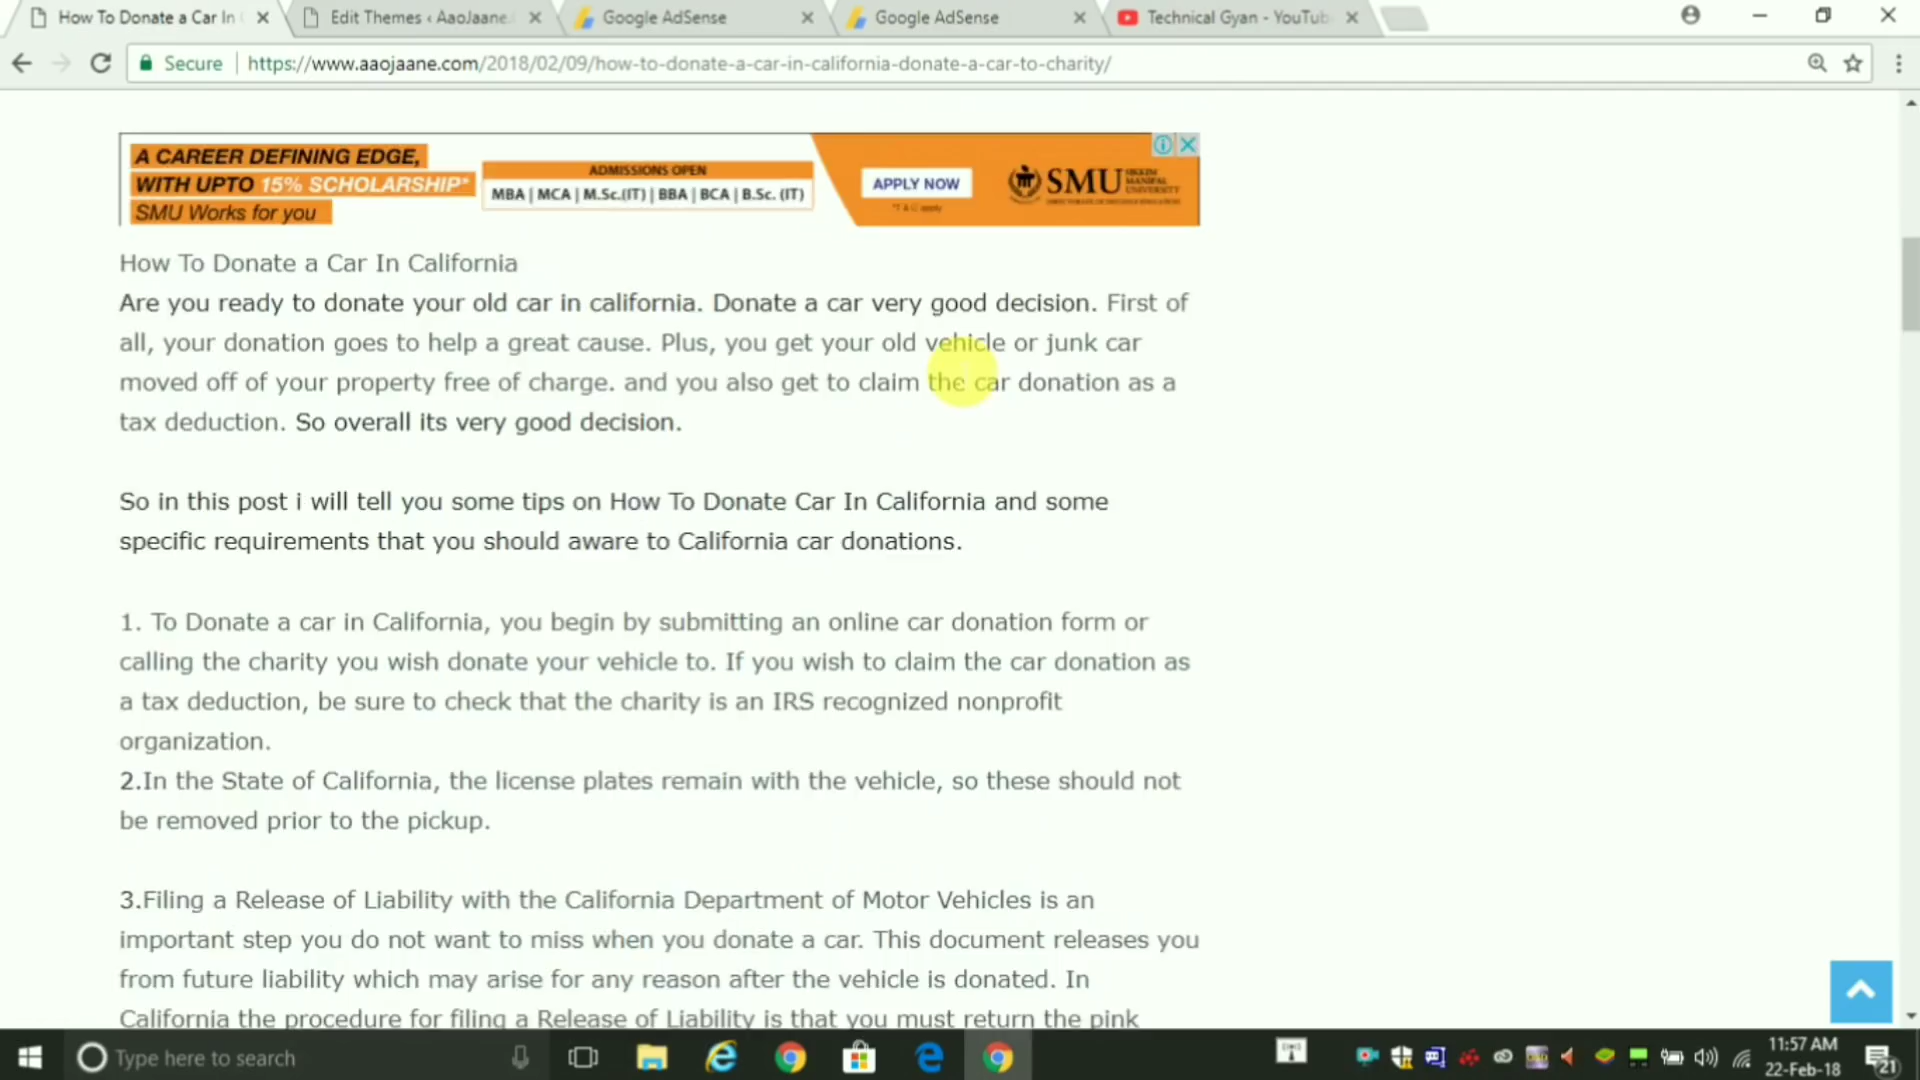 How To Donate a Car In
Edit Themes ‹ AaoJaane.
Google AdSense
Google AdSense
Technical Gyan - YouTub
Secure
https://www.aaojaane.com/2018/02/09/how-to-donate-a-car-in-california-donate-a-car-to-charity/
A CAREER DEFINING EDGE,
WITH UPTO 15% SCHOLARSHIP*
SMU Works for you
ADMISSIONS OPEN
MBA | MCA | M.Sc.(IT) | BBA | BCA | B.Sc. (IT)
APPLY NOW
*T & C apply
SMU
SIKKIM
MANIPAL
UNIVERSITY
How To Donate a Car In California
Are you ready to donate your old car in california. Donate a car very good decision. First of
all, your donation goes to help a great cause. Plus, you get your old vehicle or junk car
moved off of your property free of charge. and you also get to claim the car donation as a
tax deduction. So overall its very good decision.
So in this post i will tell you some tips on How To Donate Car In California and some
specific requirements that you should aware to California car donations.
1. To Donate a car in California, you begin by submitting an online car donation form or
calling the charity you wish donate your vehicle to. If you wish to claim the car donation as
a tax deduction, be sure to check that the charity is an IRS recognized nonprofit
organization.
2.In the State of California, the license plates remain with the vehicle, so these should not
be removed prior to the pickup.
3.Filing a Release of Liability with the California Department of Motor Vehicles is an
important step you do not want to miss when you donate a car. This document releases you
from future liability which may arise for any reason after the vehicle is donated. In
California the procedure for filing a Release of Liability is that you must return the pink
Type here to search
11:57 AM
22-Feb-18
21